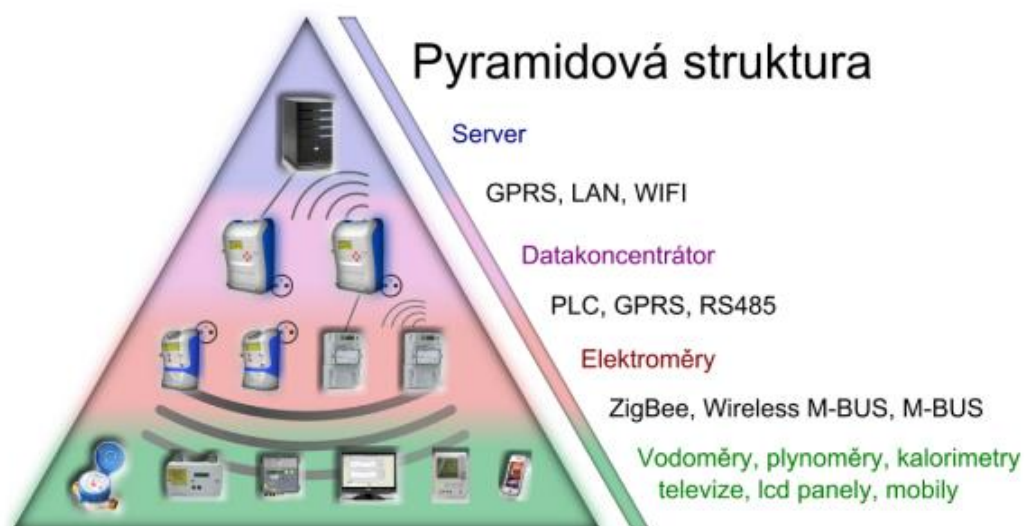 Pyramidová struktura
Server
GPRS, LAN, WIFI
Datakoncentrátor
PLC, GPRS, RS485
Elektroměry
ZigBee, Wireless M-BUS, M-BUS
Vodoměry, plynoměry, kalorimetry
televize, lcd panely, mobily